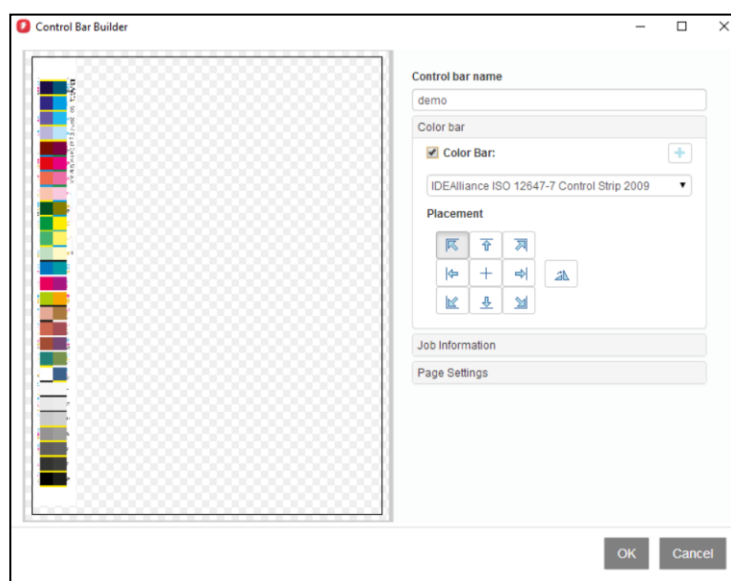 Control Bar Builder
Control bar name
demo
Color bar
Color Bar:
IDEAlliance ISO 12647-7 Control Strip 2009
Placement
Job Information
Page Settings
OK
Cancel